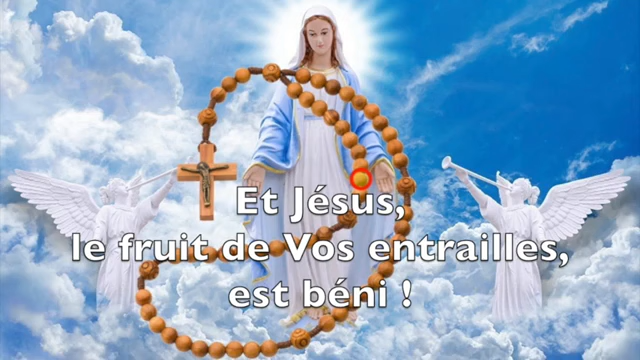 Et Jésus,
le fruit de Vos entrailles,
est béni !